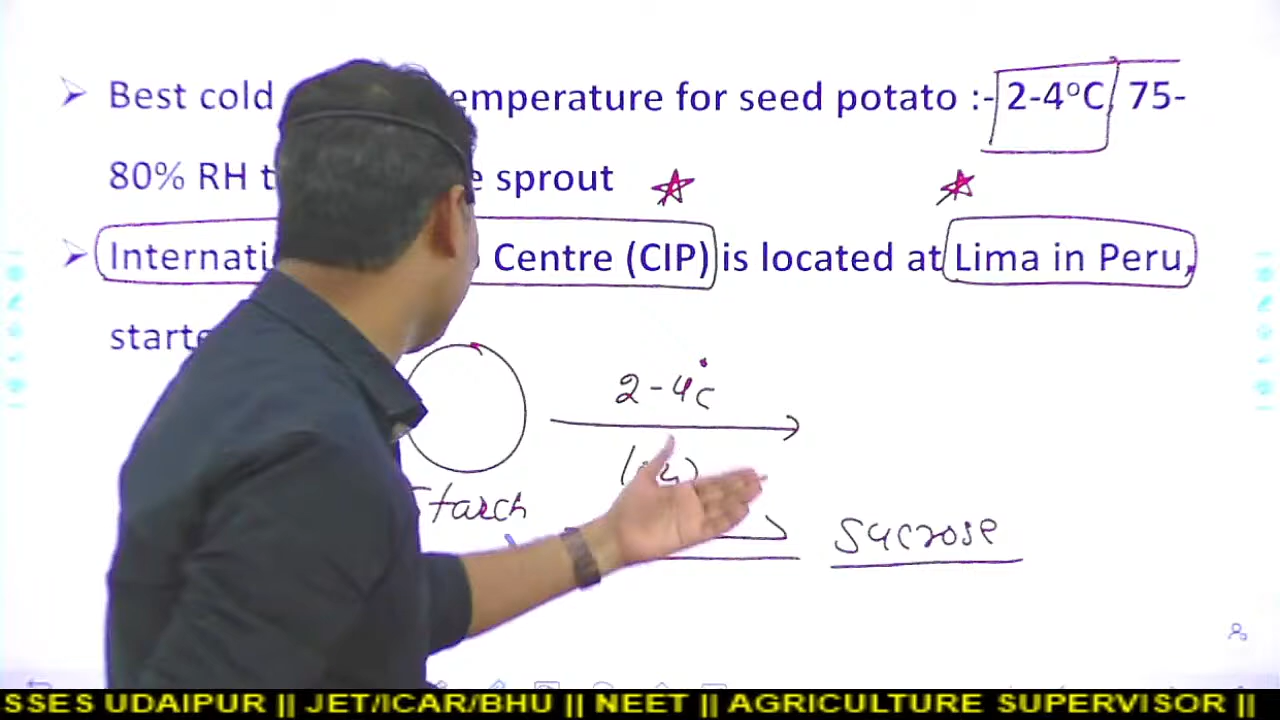 Best cold emperature for seed potato :- 2-4°C, 75-
80% RH t e sprout
Internati Centre (CIP) is located at Lima in Peru,
starte
2-4°c
Starch
Sucrose
SSES UDAIPUR || JET/ICAR/BHU || NEET || AGRICULTURE SUPERVISOR ||